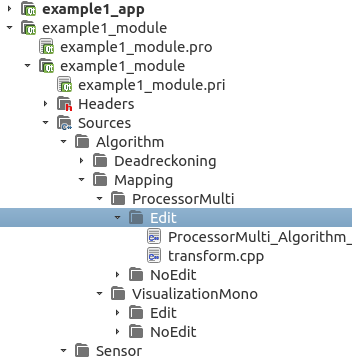 example1_app
example1_module
example1_module.pro
example1_module
example1_module.pri
Headers
Sources
Algorithm
Deadreckoning
Mapping
ProcessorMulti
Edit
ProcessorMulti_Algorithm_
transform.cpp
NoEdit
VisualizationMono
Edit
NoEdit
Sensor